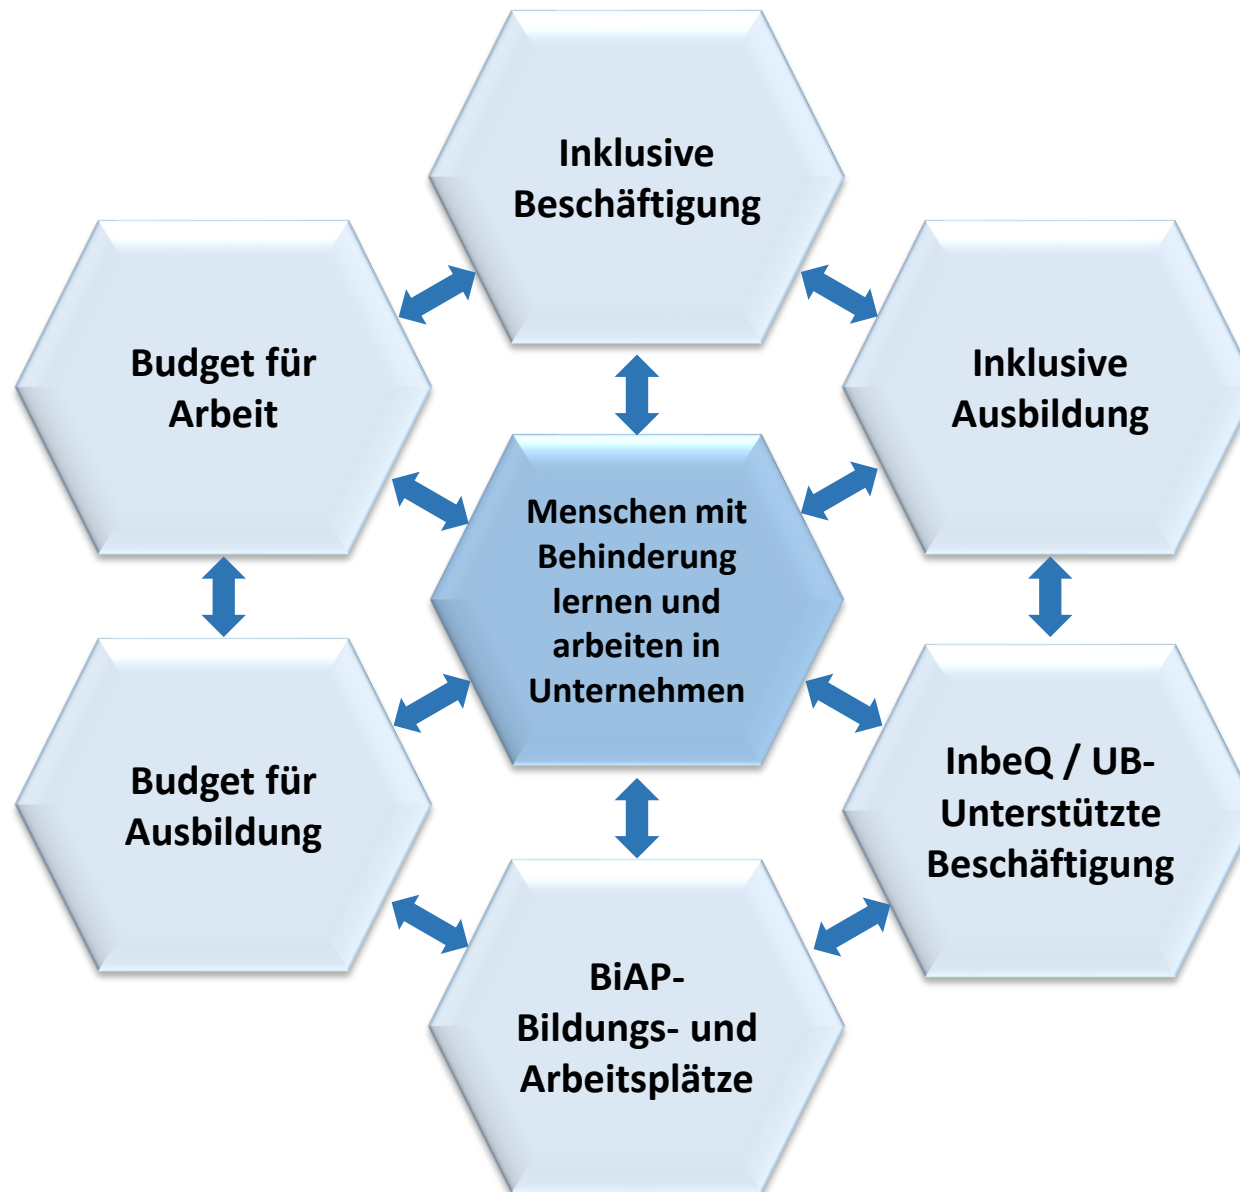 Inklusive
Beschäftigung
Budget für
Arbeit
Inklusive
Ausbildung
Menschen mit
Behinderung
lernen und
arbeiten in
Unternehmen
Budget für
Ausbildung
InbeQ / UB-
Unterstützte
Beschäftigung
BiAP-
Bildungs- und
Arbeitsplätze